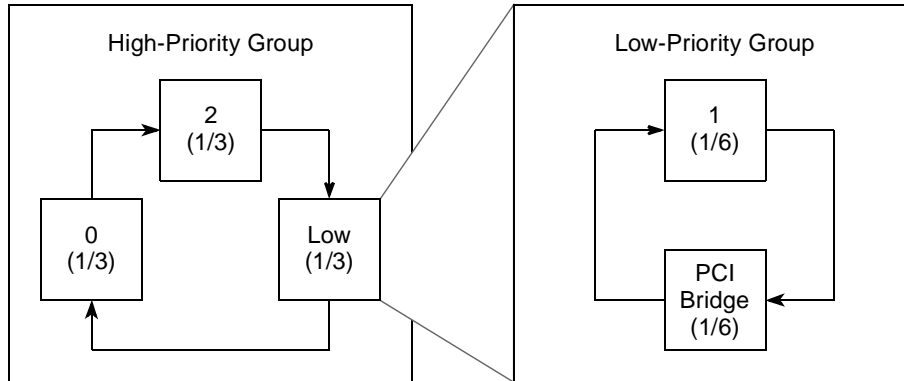 High-Priority Group
2
(1/3)
0
(1/3)
Low
(1/3)
Low-Priority Group
1
(1/6)
PCI
Bridge
(1/6)